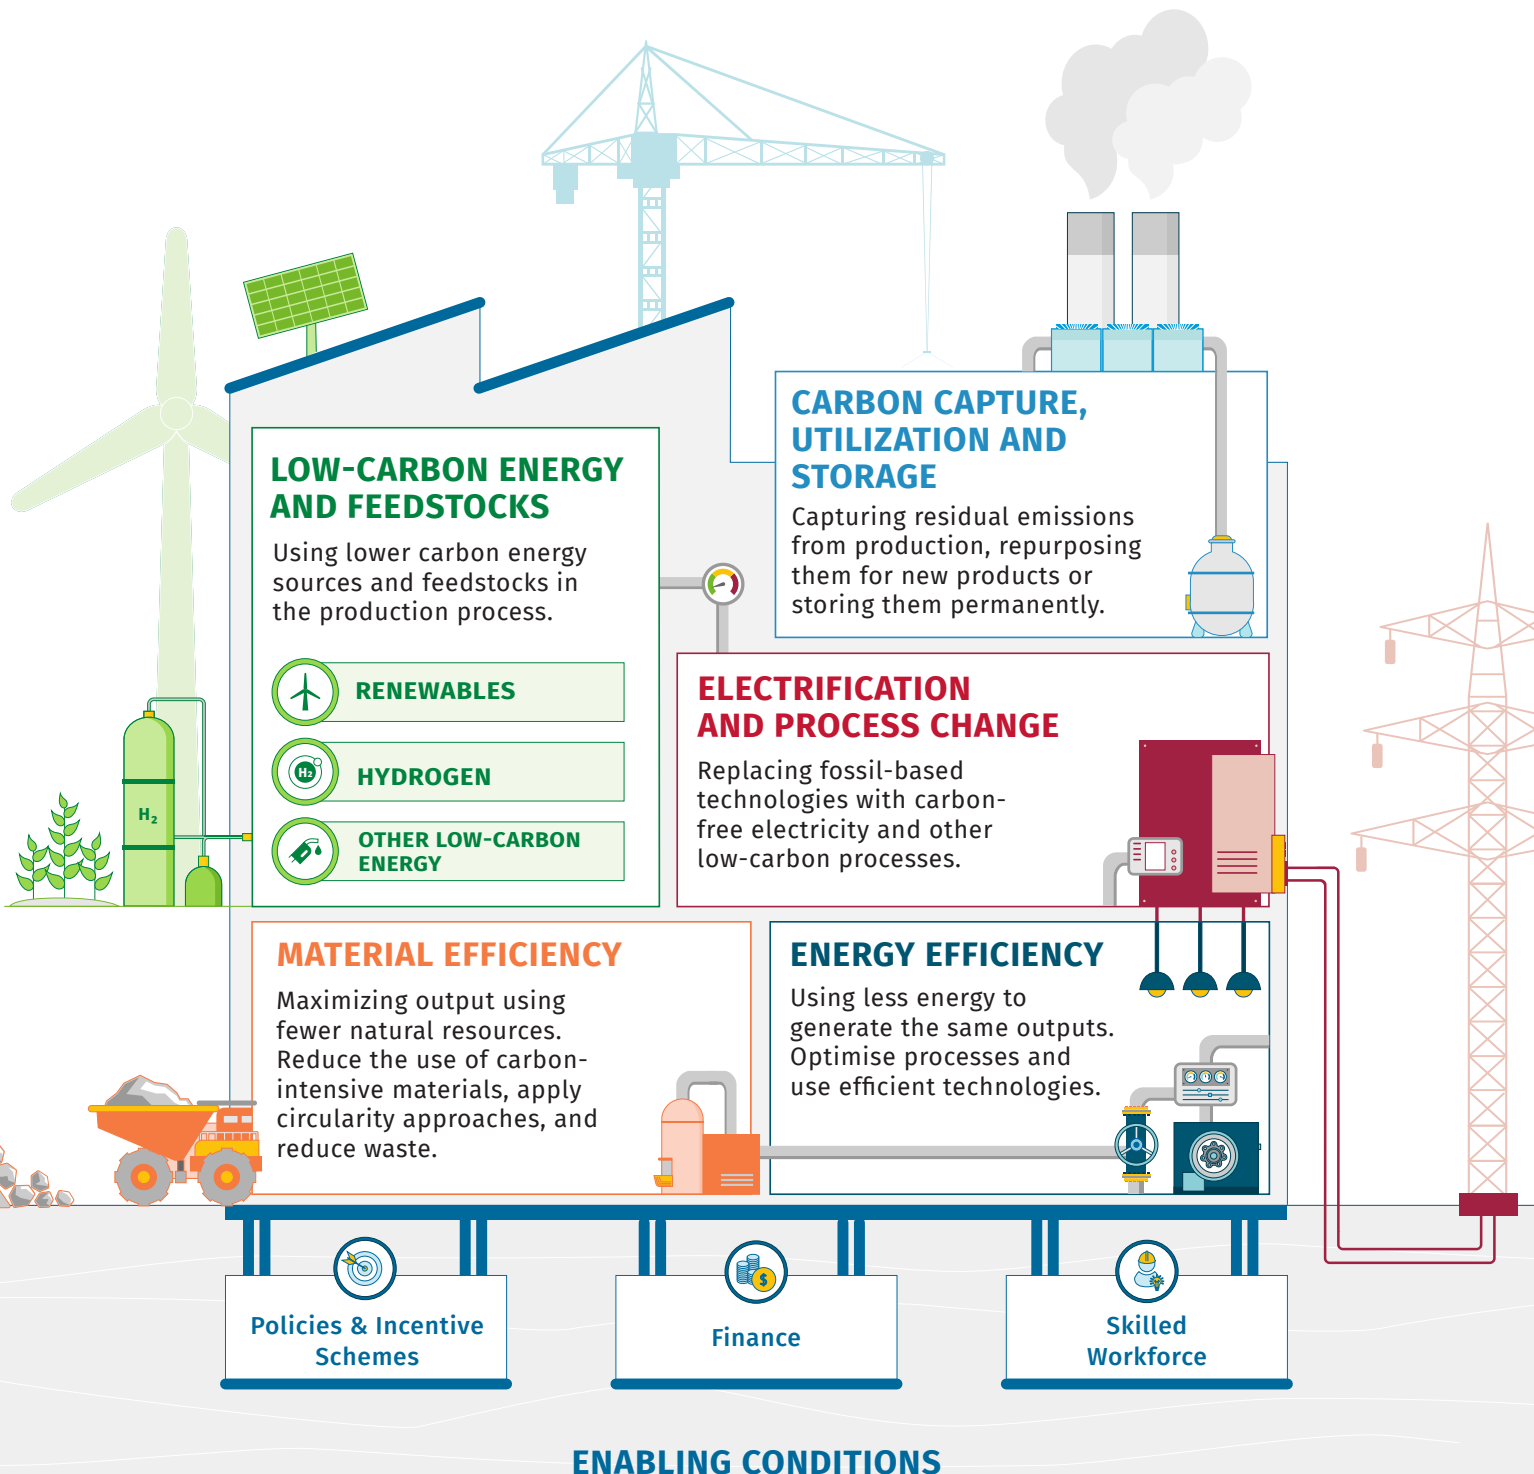 CARBON CAPTURE,
UTILIZATION AND
STORAGE
Capturing residual emissions
from production, repurposing
them for new products or
storing them permanently.
LOW-CARBON ENERGY
AND FEEDSTOCKS
Using lower carbon energy
sources and feedstocks in
the production process.
RENEWABLES
H₂
HYDROGEN
OTHER LOW-CARBON
ENERGY
H₂
ELECTRIFICATION
AND PROCESS CHANGE
Replacing fossil-based
technologies with carbon-
free electricity and other
low-carbon processes.
MATERIAL EFFICIENCY
Maximizing output using
fewer natural resources.
Reduce the use of carbon-
intensive materials, apply
circularity approaches, and
reduce waste.
ENERGY EFFICIENCY
Using less energy to
generate the same outputs.
Optimise processes and
use efficient technologies.
Policies & Incentive
Schemes
$
Finance
Skilled
Workforce
ENABLING CONDITIONS